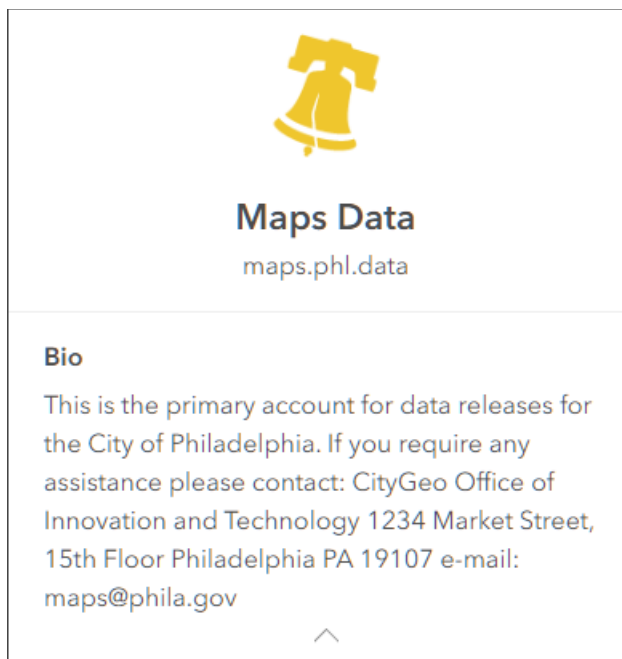 Maps Data
maps.phl.data
Bio
This is the primary account for data releases for
the City of Philadelphia. If you require any
assistance please contact: CityGeo Office of
Innovation and Technology 1234 Market Street,
15th Floor Philadelphia PA 19107 e-mail:
maps@phila.gov